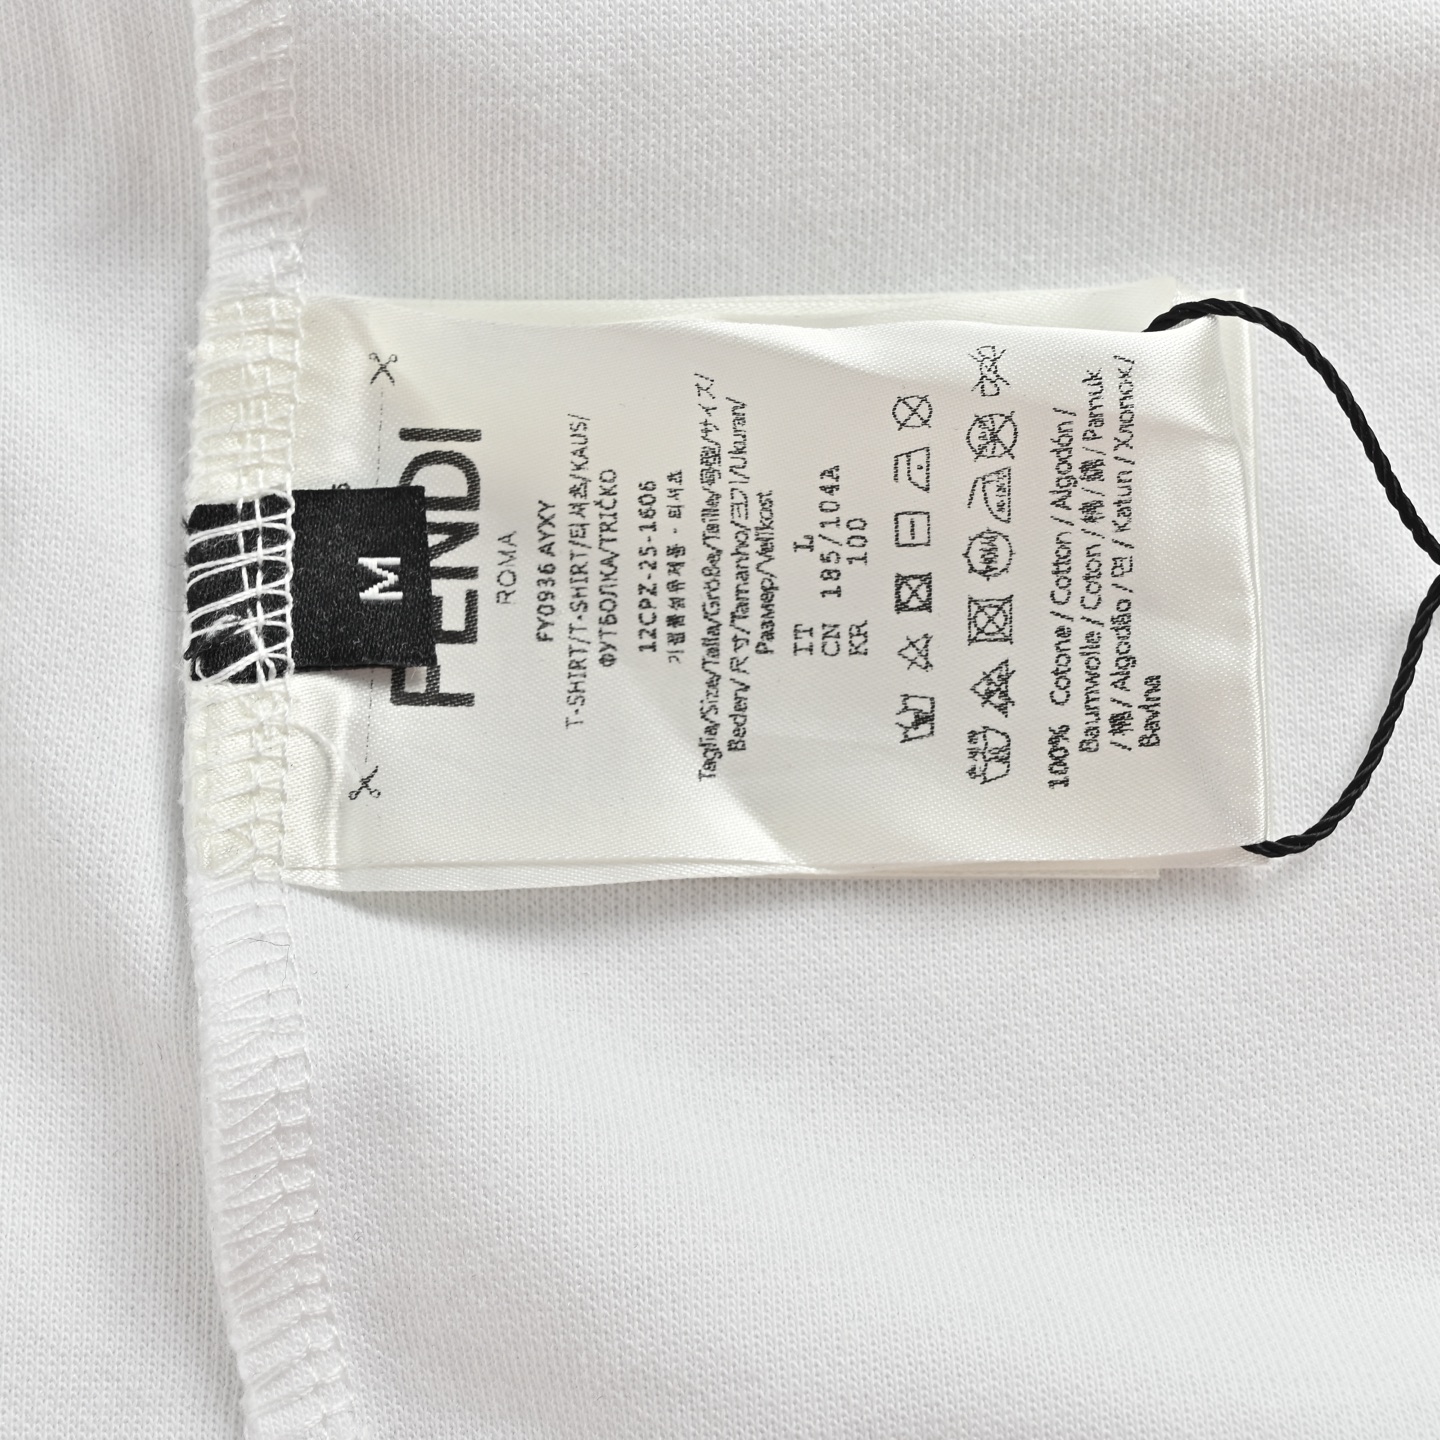 M
FENDI
ROMA
FY0936 AYXY
T-SHIRT/T-SHIRT/티셔츠/KAUS/
ФУТБОЛКА/TRIČKO
12CPZ-25-1606
Taglia/Size/Talla/Größe/Taille/号型/サイズ/
Beden/尺寸/Tamanho/크기/Ukuran/
Размер/Velikost
IT L
CN 185/104A
KR 100
100% Cotone / Cotton / Algodón /
Baumwolle / Coton / 棉 / 綿 / Pamuk
/ 棉 / Algodão / 면 / Katun / Хлопок /
Bavlna